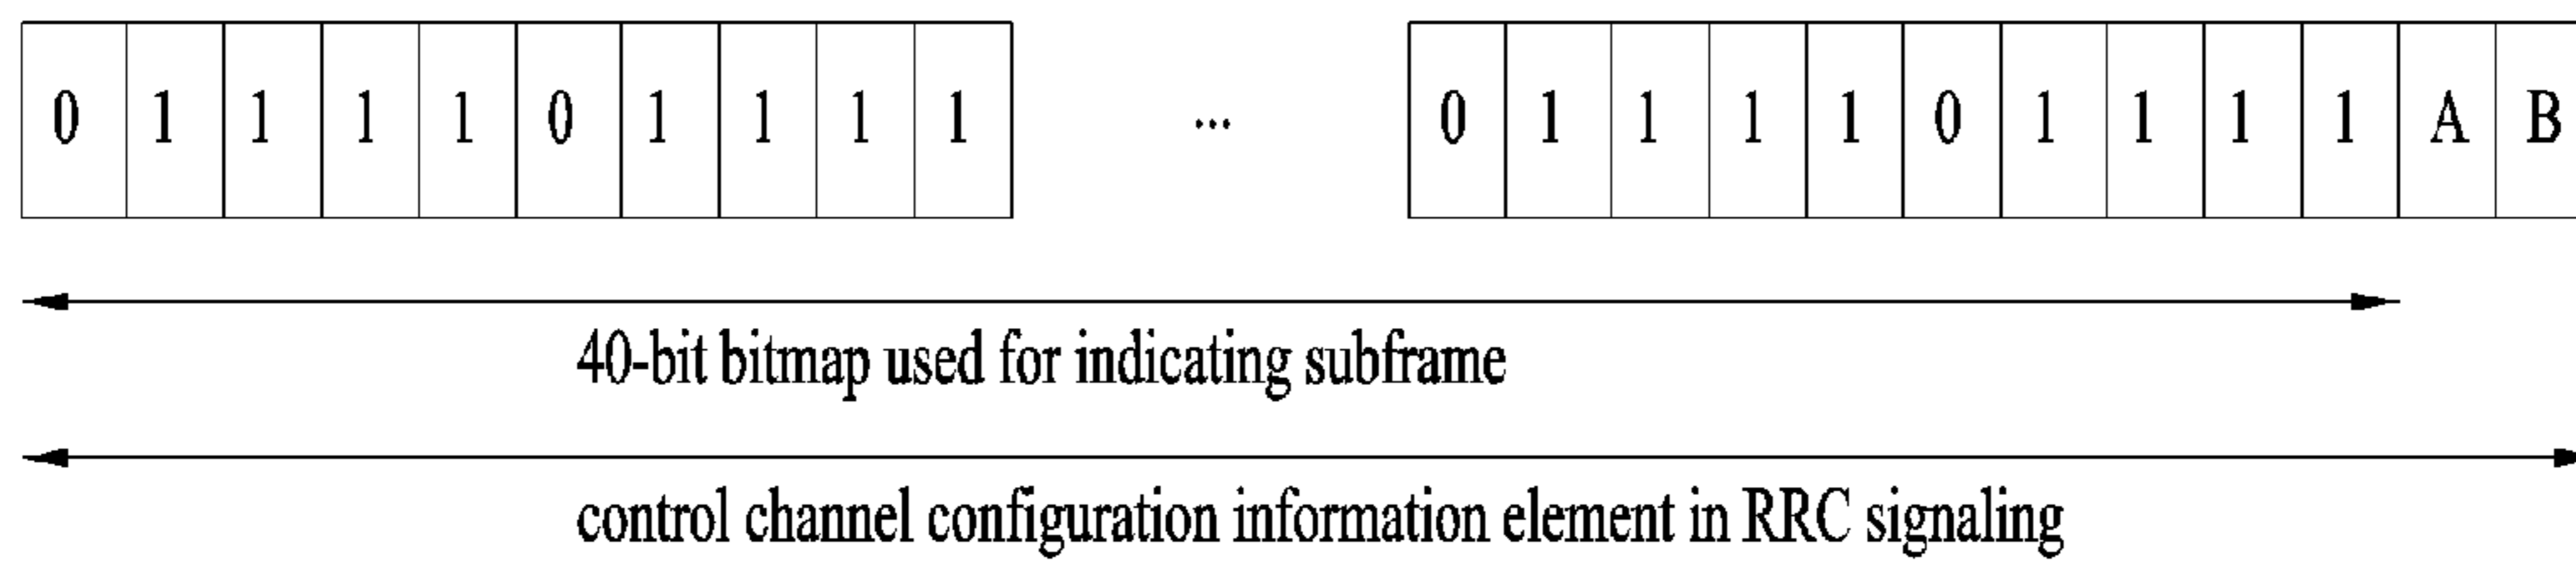 0 1 1 1 1 0 1 1 1 1 ... 0 1 1 1 1 0 1 1 1 1 A B
40-bit bitmap used for indicating subframe
control channel configuration information element in RRC signaling